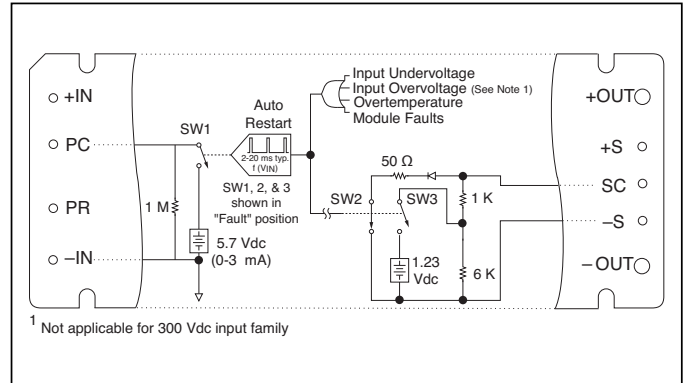 +IN
PC
PR
–IN
SW1
1 M
5.7 Vdc
(0-3 mA)
Auto
Restart
2-20 ms typ.
f (VIN)
SW1, 2, & 3
shown in
"Fault" position
Input Undervoltage
Input Overvoltage (See Note 1)
Overtemperature
Module Faults
50 Ω
SW2
SW3
1 K
1.23
Vdc
6 K
+OUT
+S
SC
–S
–OUT
1 Not applicable for 300 Vdc input family